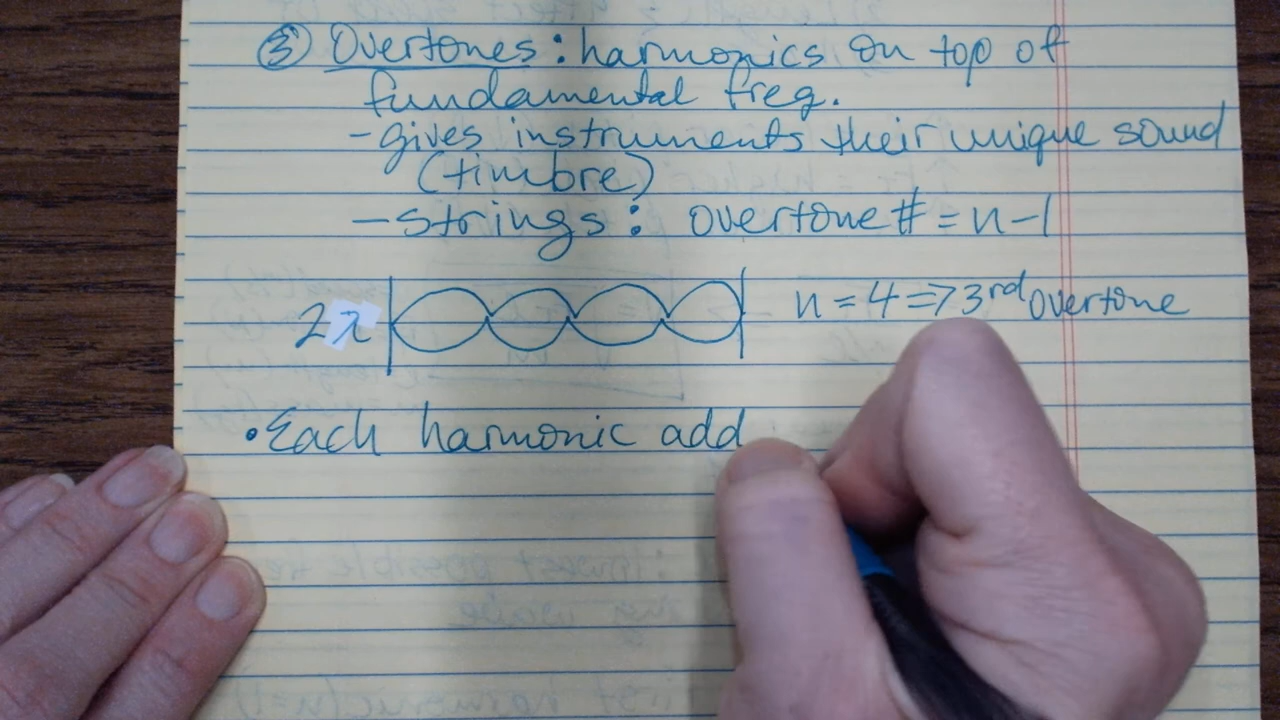 ③ Overtones: harmonics on top of
fundamental freq.
- gives instruments their unique sound
(timbre)
- strings: overtone # = n-1
2λ n = 4 => 3rd overtone
• Each harmonic add